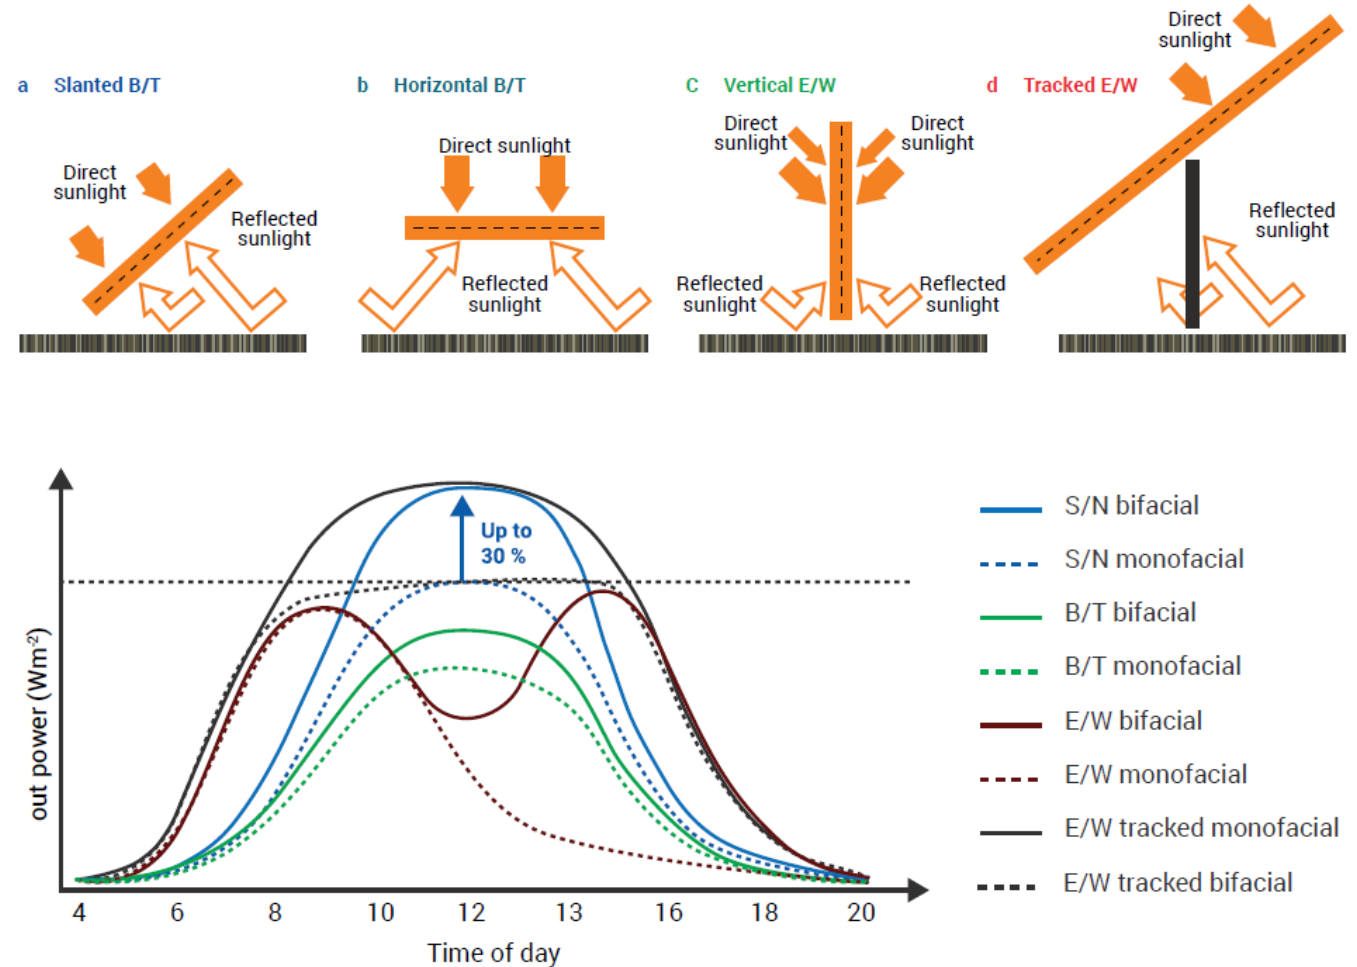 a Slanted B/T
b Horizontal B/T
C Vertical E/W
d Tracked E/W
Direct
sunlight
Reflected
sunlight
Direct sunlight
Reflected
sunlight
Direct
sunlight
Direct
sunlight
Reflected
sunlight
Reflected
sunlight
Direct
sunlight
Reflected
sunlight
out power (Wm⁻²)
Up to
30 %
4 6 8 10 12 13 16 18 20
Time of day
S/N bifacial
S/N monofacial
B/T bifacial
B/T monofacial
E/W bifacial
E/W monofacial
E/W tracked monofacial
E/W tracked bifacial